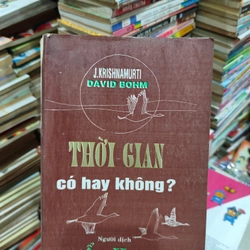 J.KRISHNAMURTI
DAVID BOHM
THỜI GIAN
có hay không?
Người dịch